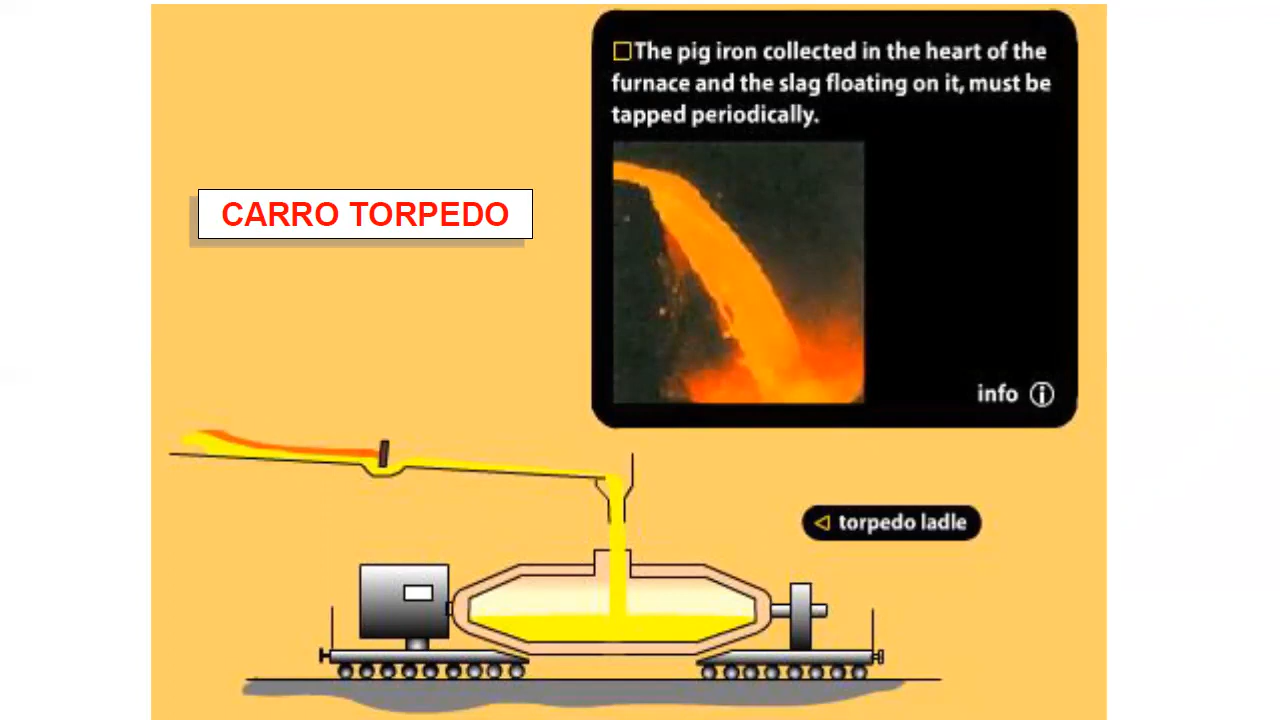 The pig iron collected in the heart of the
furnace and the slag floating on it, must be
tapped periodically.
CARRO TORPEDO
info
torpedo ladle